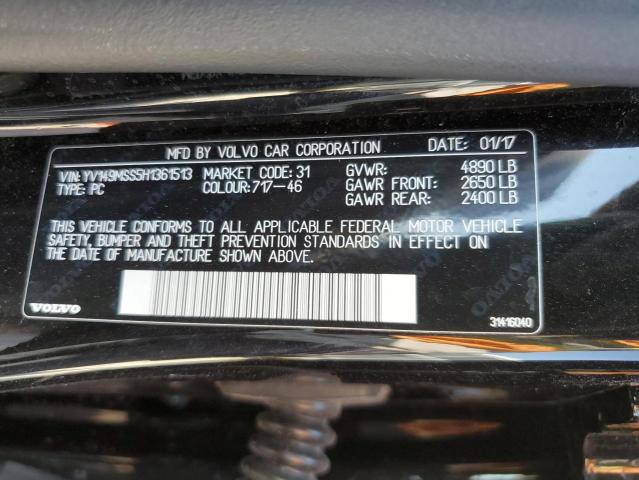 MFD BY VOLVO CAR CORPORATION DATE: 01/17
VIN: YV149MSS5H1361513 MARKET CODE: 31 GVWR: 4890 LB
TYPE: PC COLOUR: 717-46 GAWR FRONT: 2650 LB
GAWR REAR: 2400 LB
THIS VEHICLE CONFORMS TO ALL APPLICABLE FEDERAL MOTOR VEHICLE
SAFETY, BUMPER AND THEFT PREVENTION STANDARDS IN EFFECT ON
THE DATE OF MANUFACTURE SHOWN ABOVE.
VOLVO 31416040